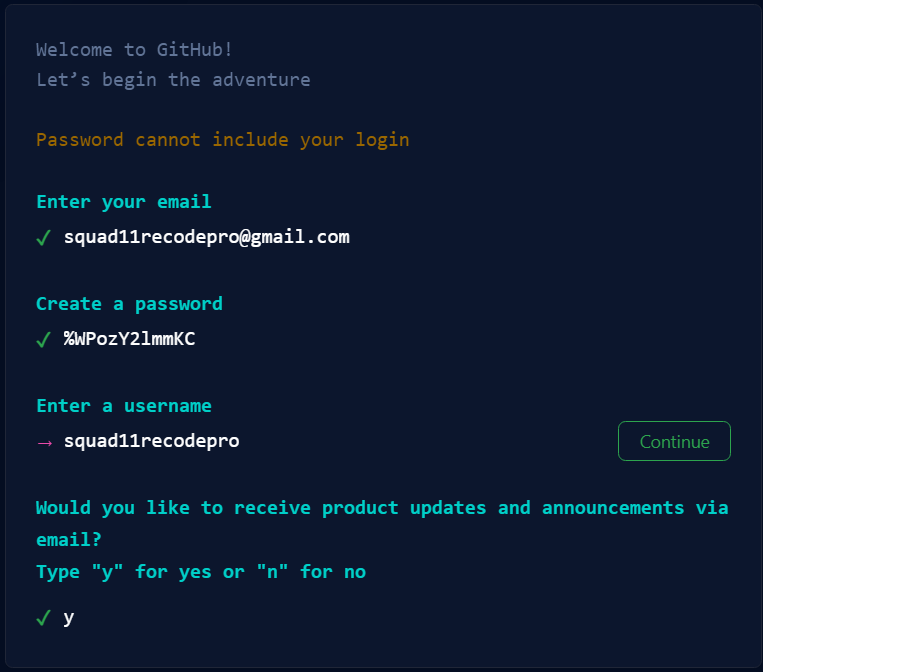 Welcome to GitHub!
Let’s begin the adventure
Password cannot include your login
Enter your email
✓ squad11recodepro@gmail.com
Create a password
✓ %WPozY2lmmKC
Enter a username
→ squad11recodepro
Continue
Would you like to receive product updates and announcements via
email?
Type "y" for yes or "n" for no
✓ y